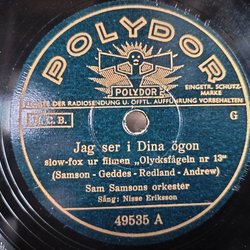 POLYDOR
POLYDOR
EINGETR. SCHUTZ-
MARKE
RECHTE DER RADIOSENDUNG U. ÖFFTL. AUFFÜHRUNG VORBEHALTEN
B.
G
Jag ser i Dina ögon
slow-fox ur filmen „Olycksfågeln nr 13"
(Samson - Geddes - Redland - Andrew)
Sam Samsons orkester
Sång: Nisse Eriksson
49535 A